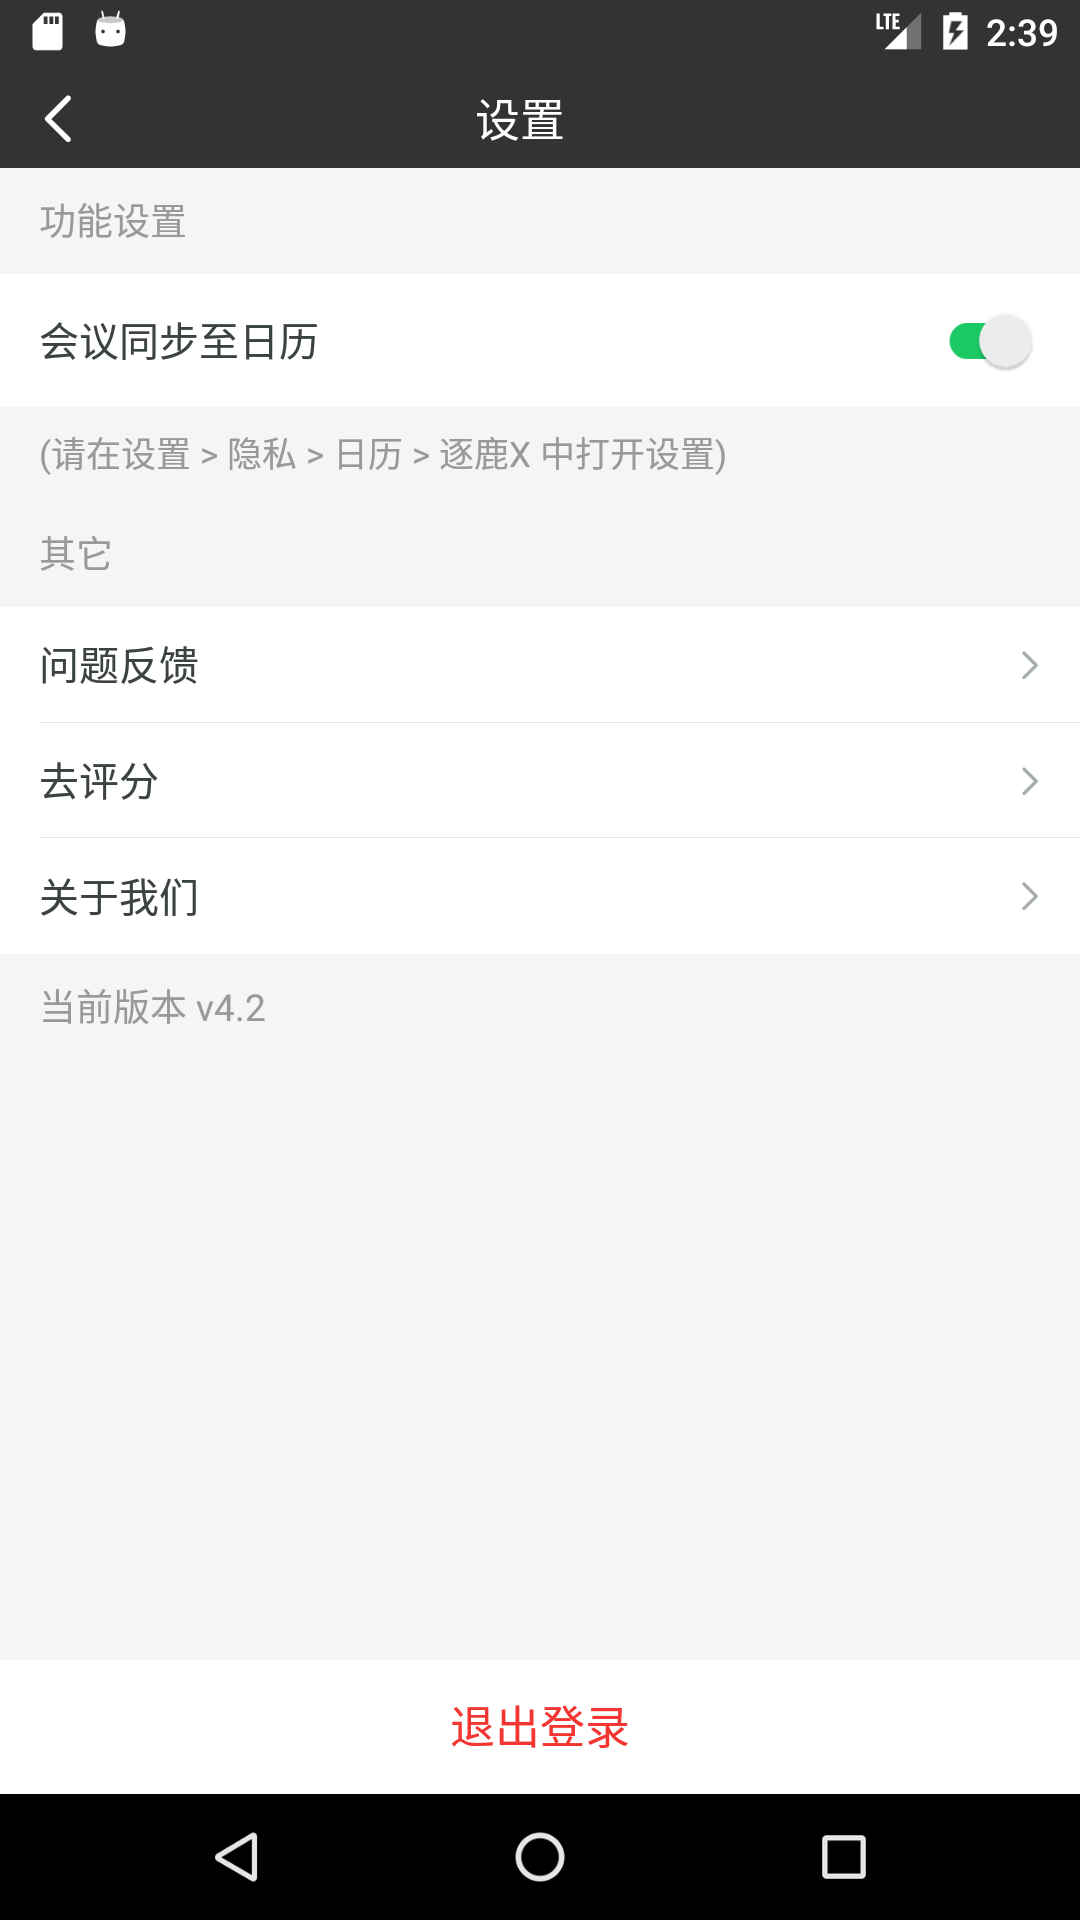 LTE 2:39
设置
功能设置
会议同步至日历
(请在设置 > 隐私 > 日历 > 逐鹿X 中打开设置)
其它
问题反馈
去评分
关于我们
当前版本 v4.2
退出登录